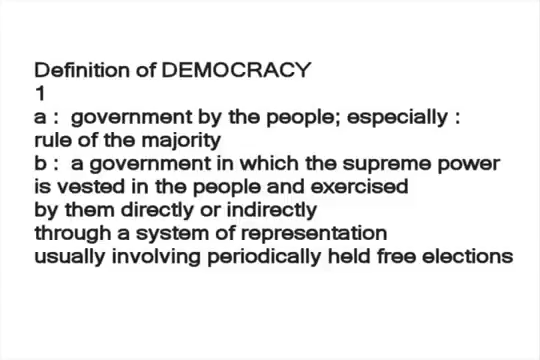 Definition of DEMOCRACY
1
a :  government by the people; especially :
rule of the majority
b :  a government in which the supreme power
is vested in the people and exercised
by them directly or indirectly
through a system of representation
usually involving periodically held free elections